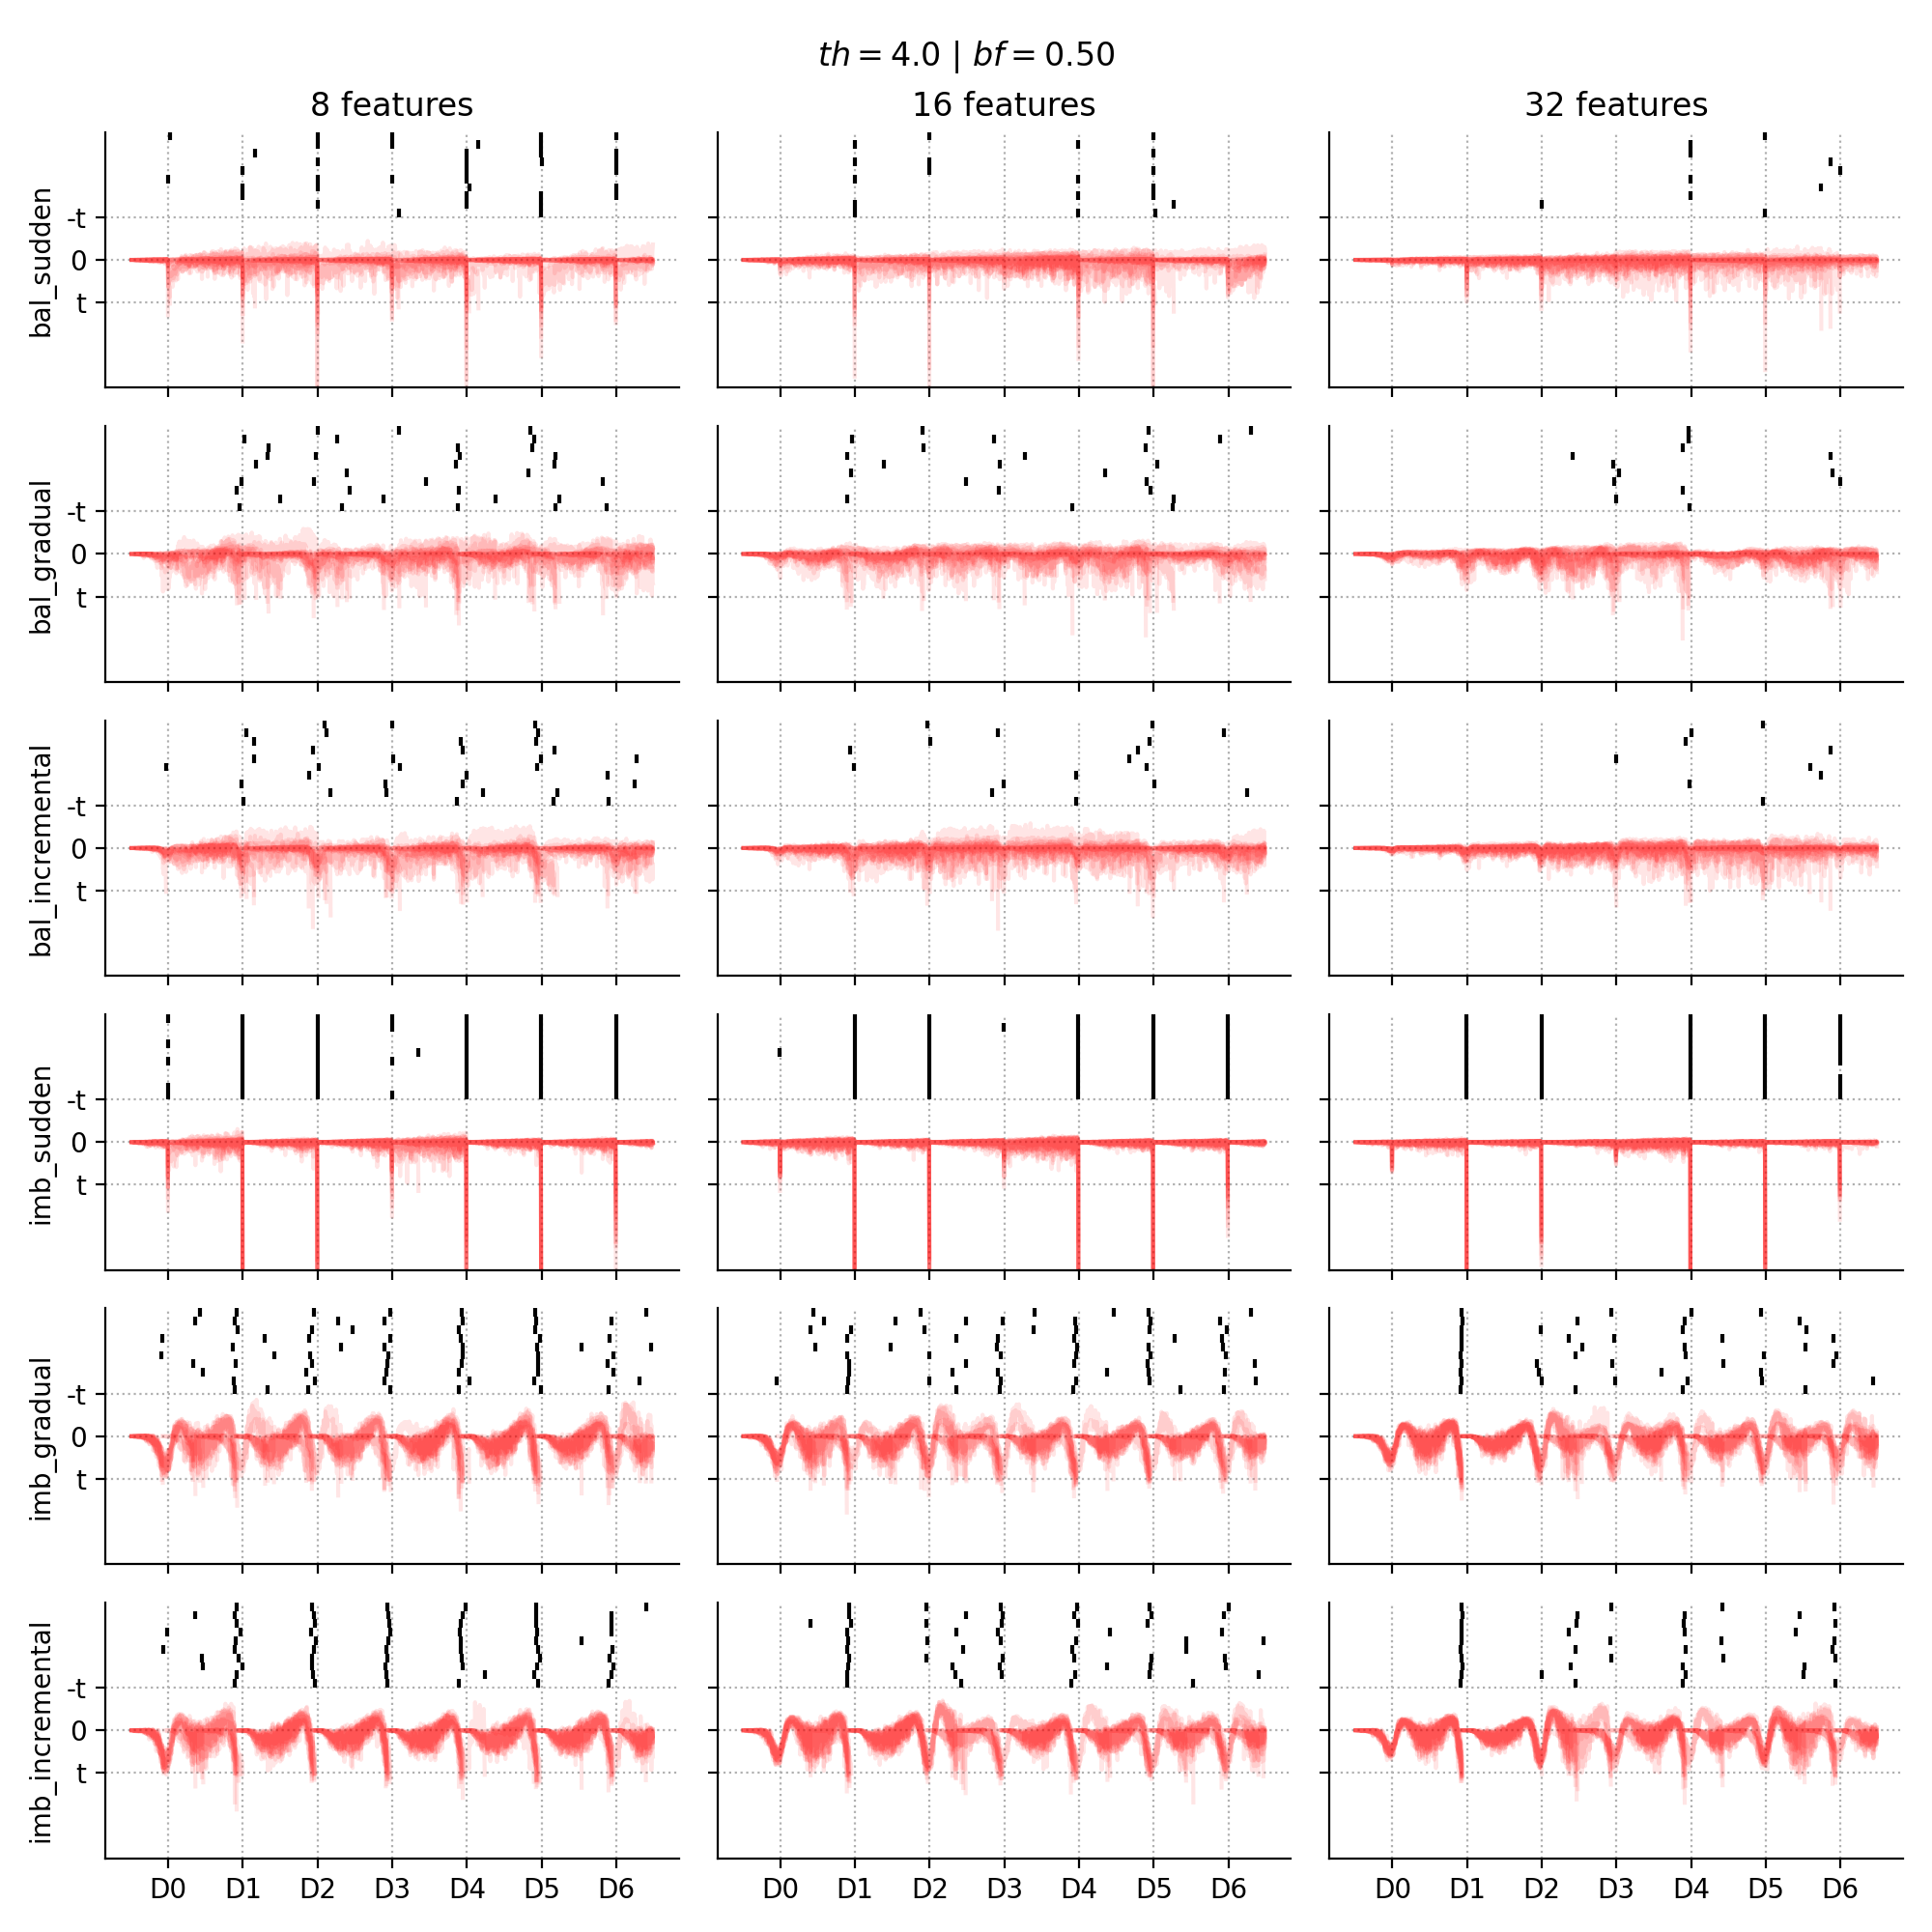 th = 4.0 | bf = 0.50
8 features
16 features
32 features
bal_sudden
-t
0
t
bal_gradual
-t
0
t
bal_incremental
-t
0
t
imb_sudden
-t
0
t
imb_gradual
-t
0
t
imb_incremental
-t
0
t
D0 D1 D2 D3 D4 D5 D6
D0 D1 D2 D3 D4 D5 D6
D0 D1 D2 D3 D4 D5 D6